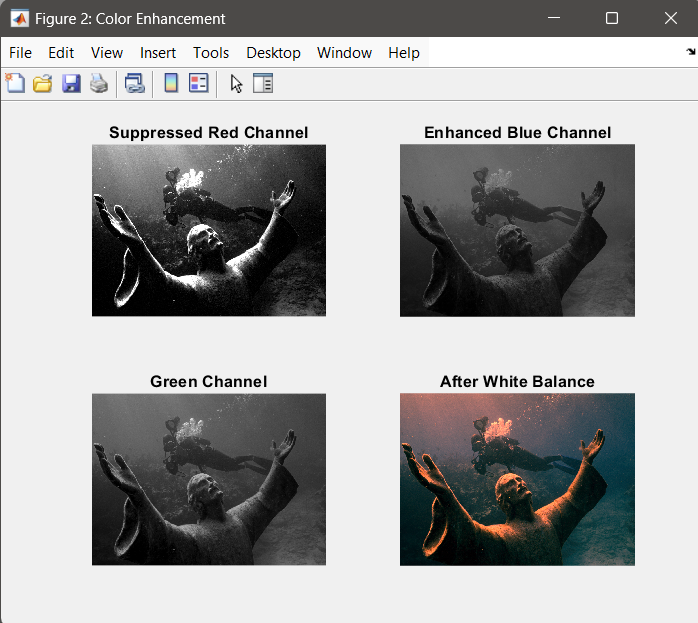 Figure 2: Color Enhancement
File Edit View Insert Tools Desktop Window Help
Suppressed Red Channel
Enhanced Blue Channel
Green Channel
After White Balance